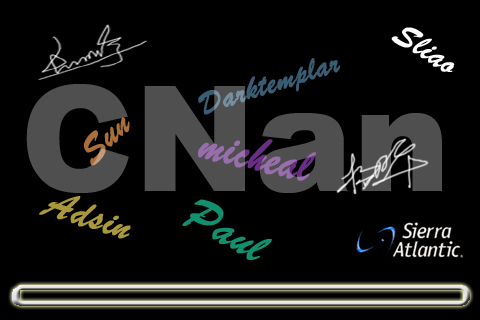 Sliao
Darktemplar
CNan
Sun
micheal
Adsin
Paul
Sierra
Atlantic.